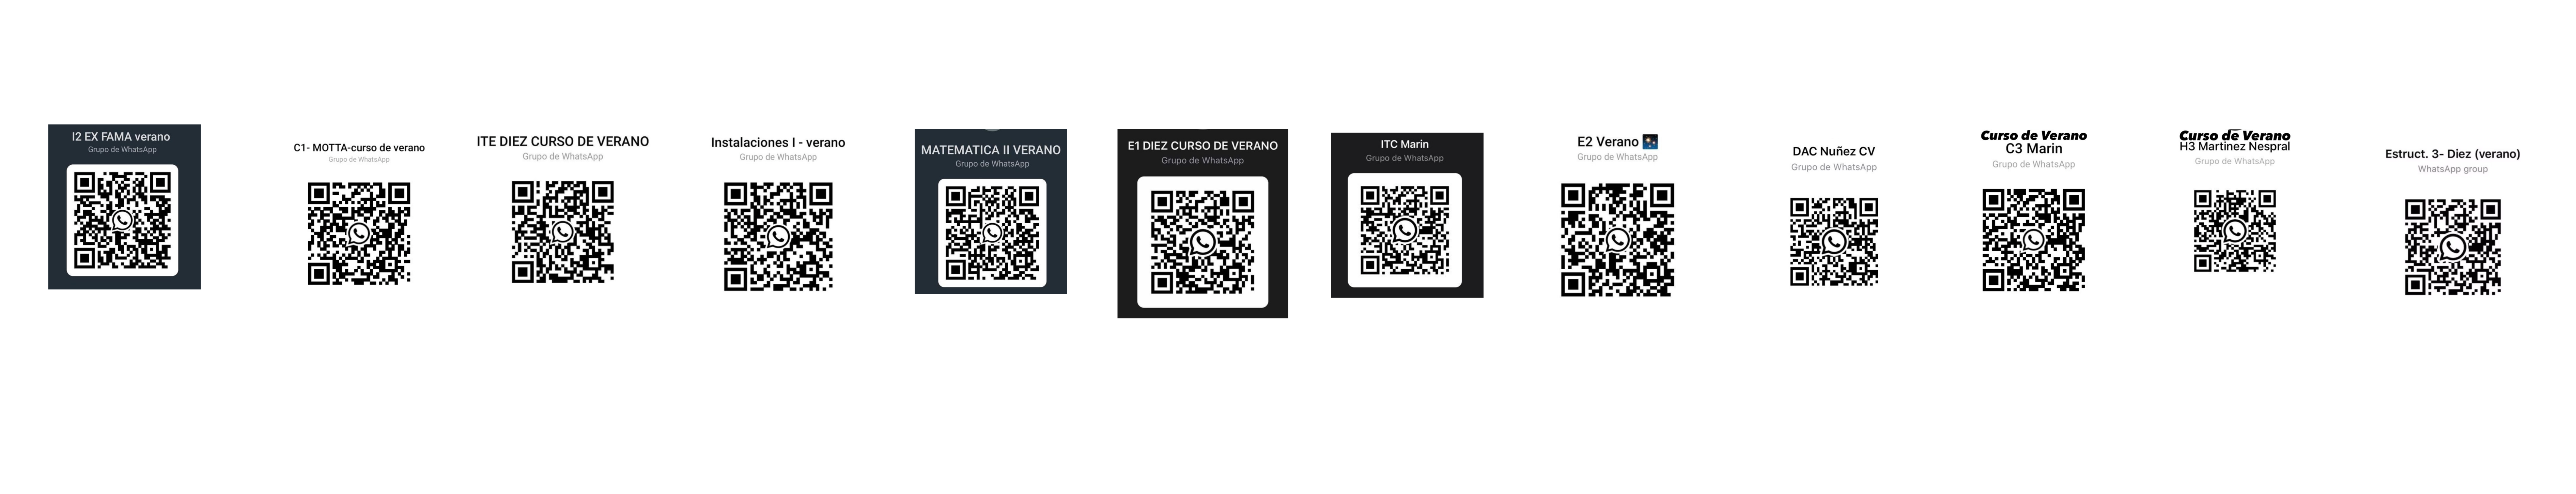 I2 EX FAMA verano
Grupo de WhatsApp
C1- MOTTA-curso de verano
Grupo de WhatsApp
ITE DIEZ CURSO DE VERANO
Grupo de WhatsApp
Instalaciones I - verano
Grupo de WhatsApp
MATEMATICA II VERANO
Grupo de WhatsApp
E1 DIEZ CURSO DE VERANO
Grupo de WhatsApp
ITC Marin
Grupo de WhatsApp
E2 Verano
Grupo de WhatsApp
DAC Nuñez CV
Grupo de WhatsApp
Curso de Verano
C3 Marin
Grupo de WhatsApp
Curso de Verano
H3 Martinez Nespral
Grupo de WhatsApp
Estruct. 3- Diez (verano)
WhatsApp group